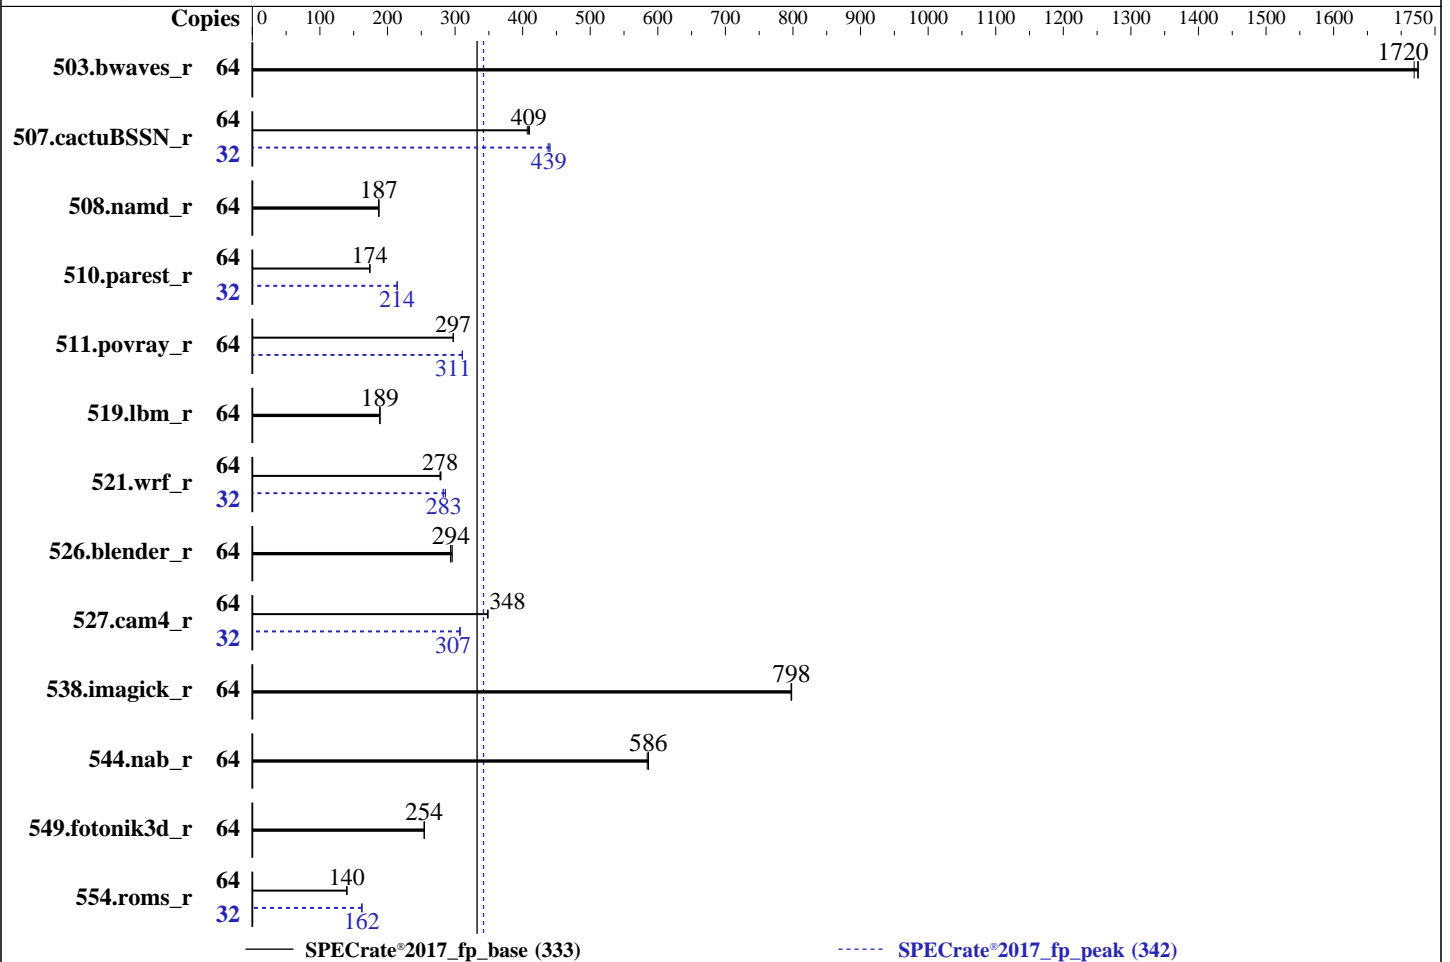 Copies 0 100 200 300 400 500 600 700 800 900 1000 1100 1200 1300 1400 1500 1600 1750
503.bwaves_r 64 1720
507.cactuBSSN_r 64 409
32 439
508.namd_r 64 187
510.parest_r 64 174
32 214
511.povray_r 64 297
311
519.lbm_r 64 189
521.wrf_r 64 278
32 283
526.blender_r 64 294
527.cam4_r 64 348
32 307
538.imagick_r 64 798
544.nab_r 64 586
549.fotonik3d_r 64 254
554.roms_r 64 140
32 162
SPECrate®2017_fp_base (333) SPECrate®2017_fp_peak (342)